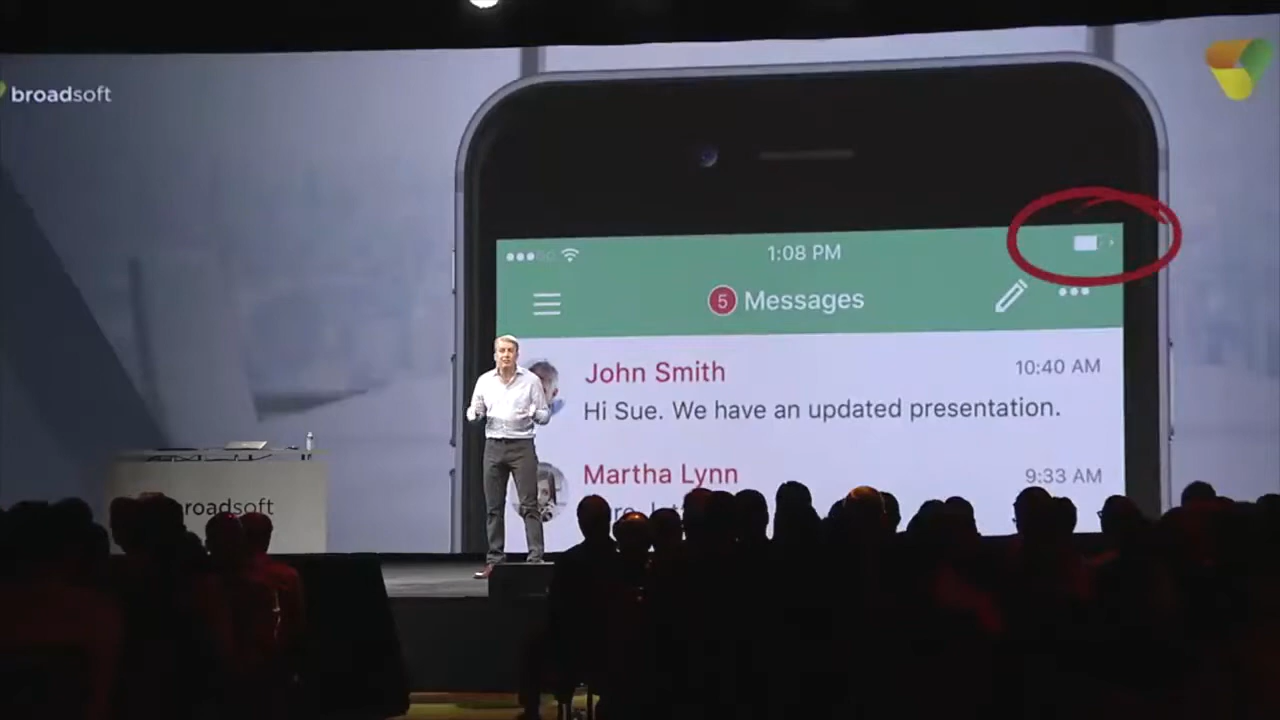 broadsoft
1:08 PM
5 Messages
John Smith
10:40 AM
Hi Sue. We have an updated presentation.
Martha Lynn
9:33 AM
broadsoft